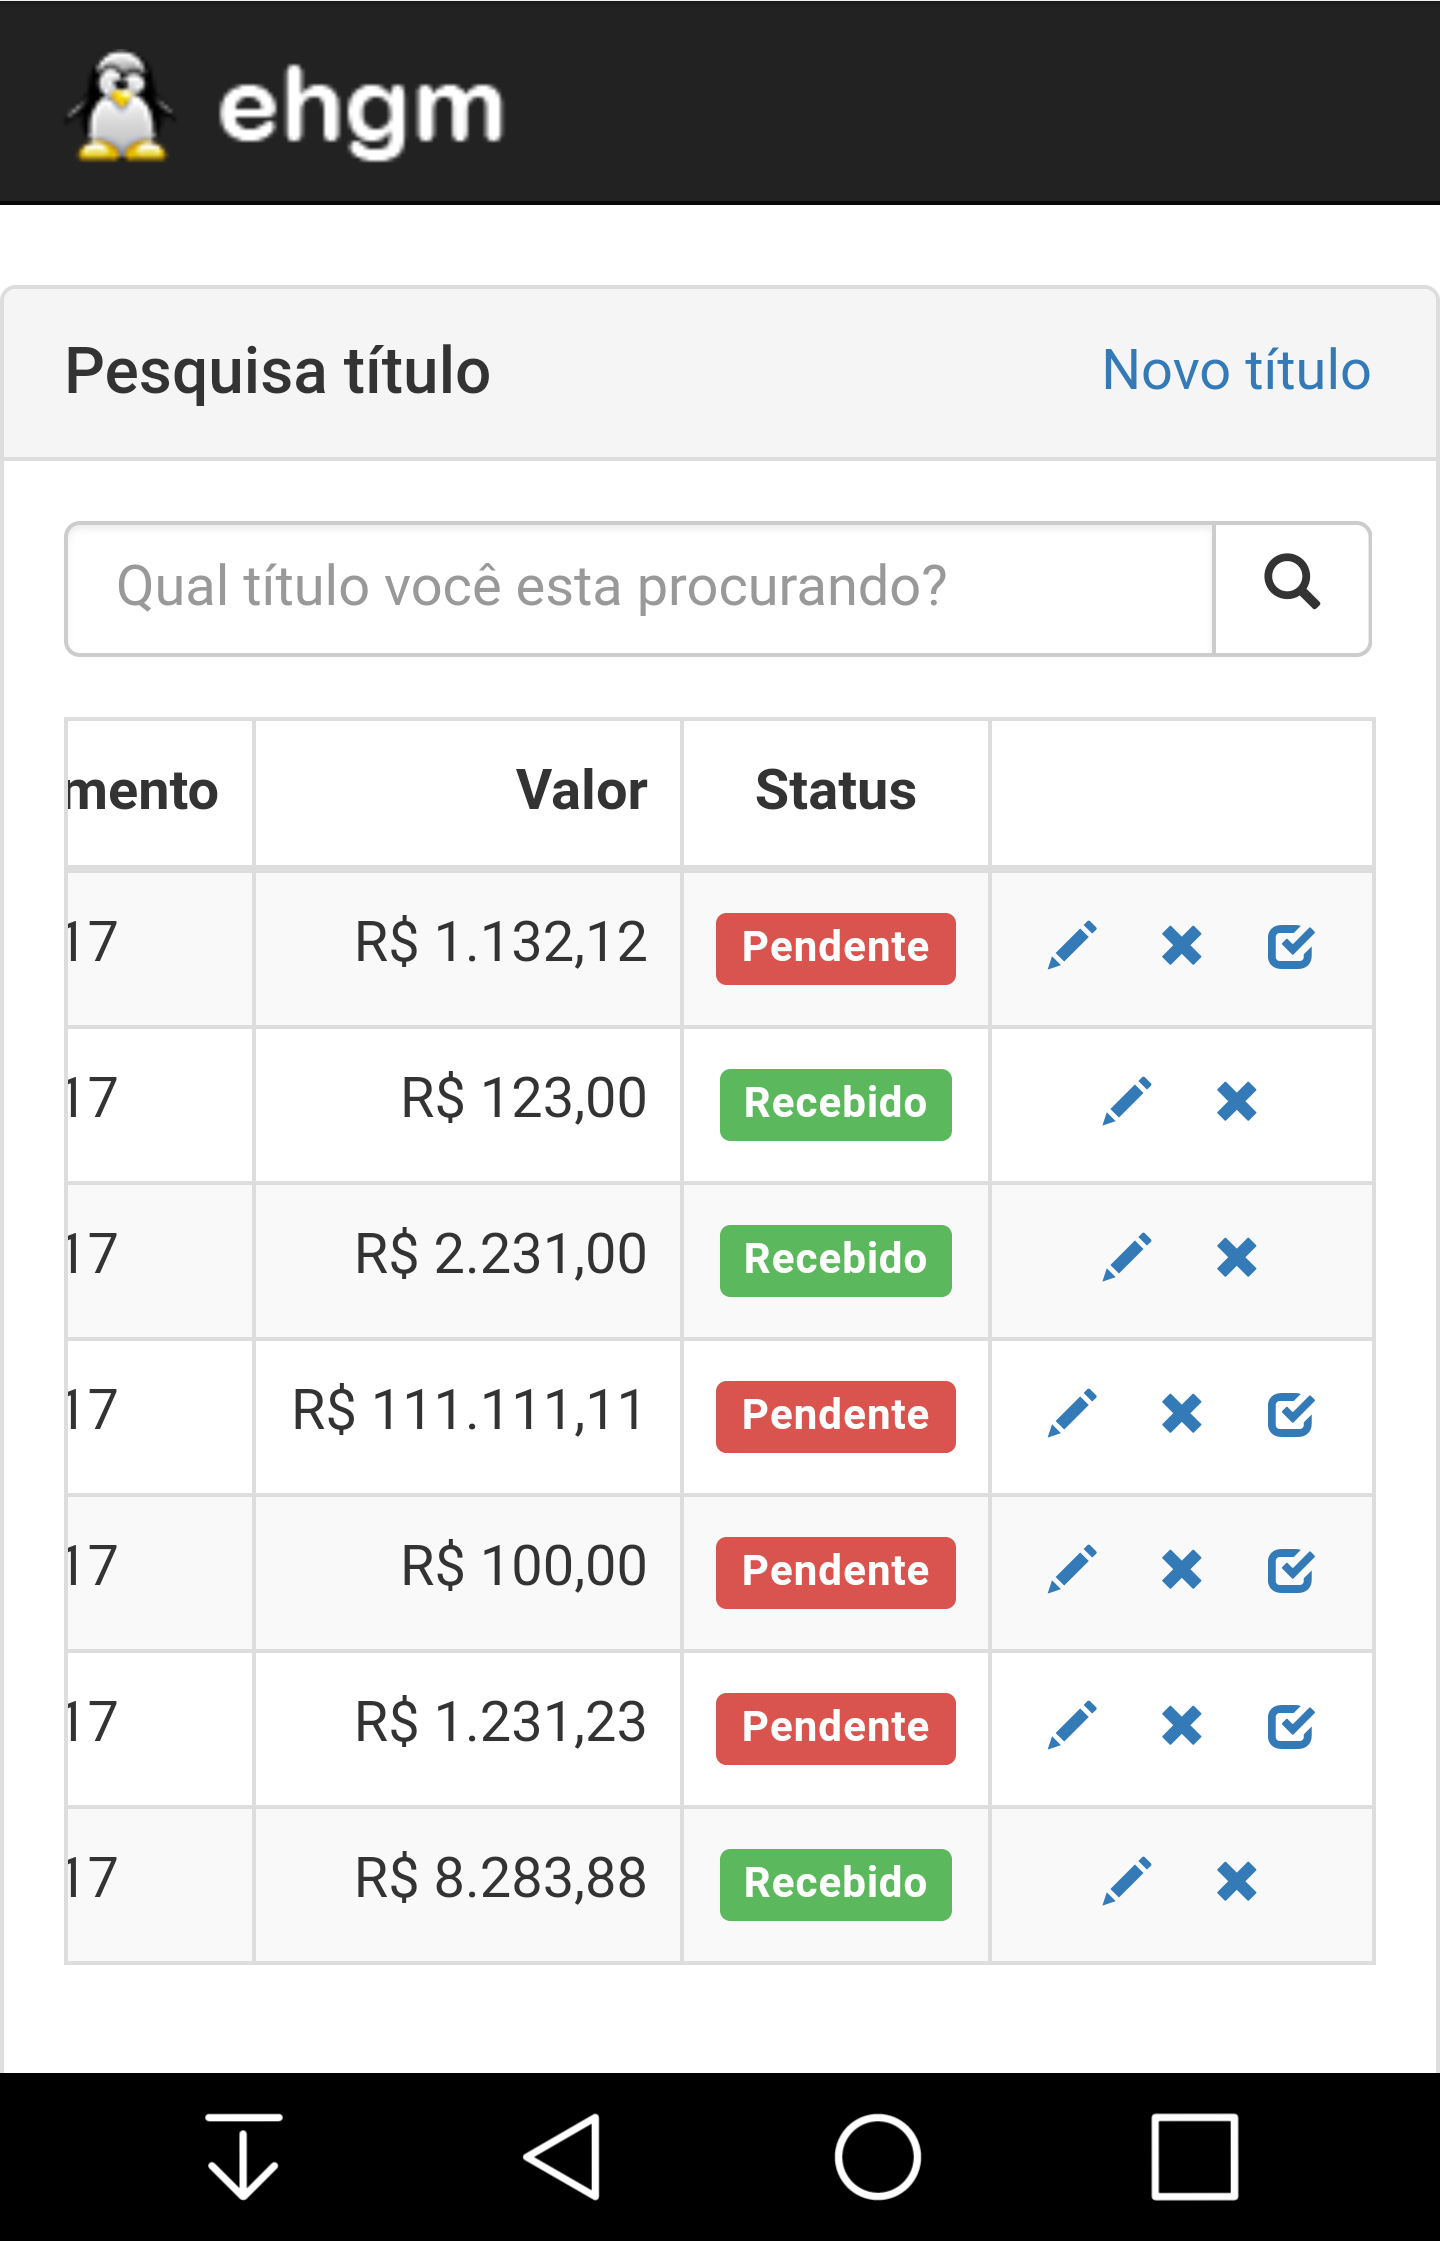 ehgm
Pesquisa título Novo título
Qual título você esta procurando?
mento Valor Status
17 R$ 1.132,12 Pendente
17 R$ 123,00 Recebido
17 R$ 2.231,00 Recebido
17 R$ 111.111,11 Pendente
17 R$ 100,00 Pendente
17 R$ 1.231,23 Pendente
17 R$ 8.283,88 Recebido